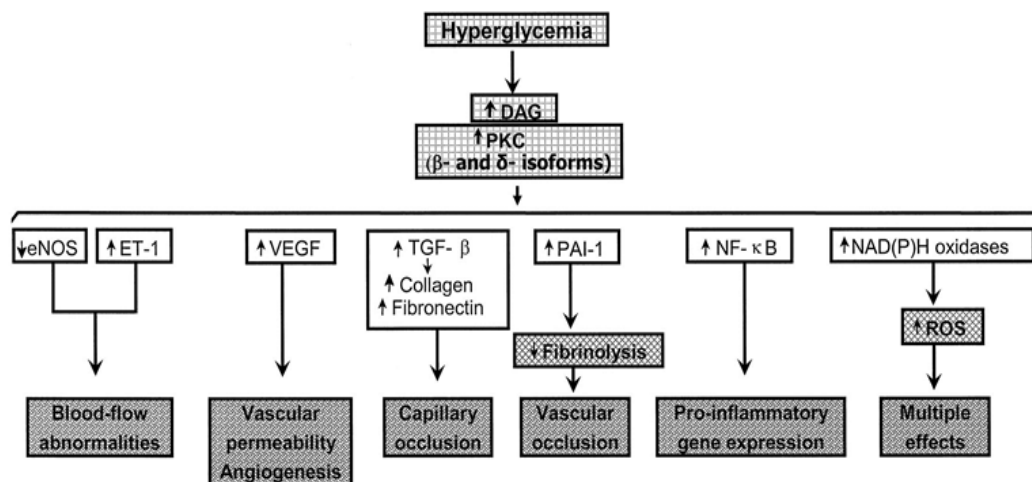 Hyperglycemia
↑DAG
↑PKC
(β- and δ- isoforms)
↓eNOS
↑ET-1
↑VEGF
↑TGF- β
↓
↑Collagen
↑Fibronectin
↑PAI-1
↑NF- κB
↑NAD(P)H oxidases
↓Fibrinolysis
↑ROS
Blood-flow
abnormalities
Vascular
permeability
Angiogenesis
Capillary
occlusion
Vascular
occlusion
Pro-inflammatory
gene expression
Multiple
effects